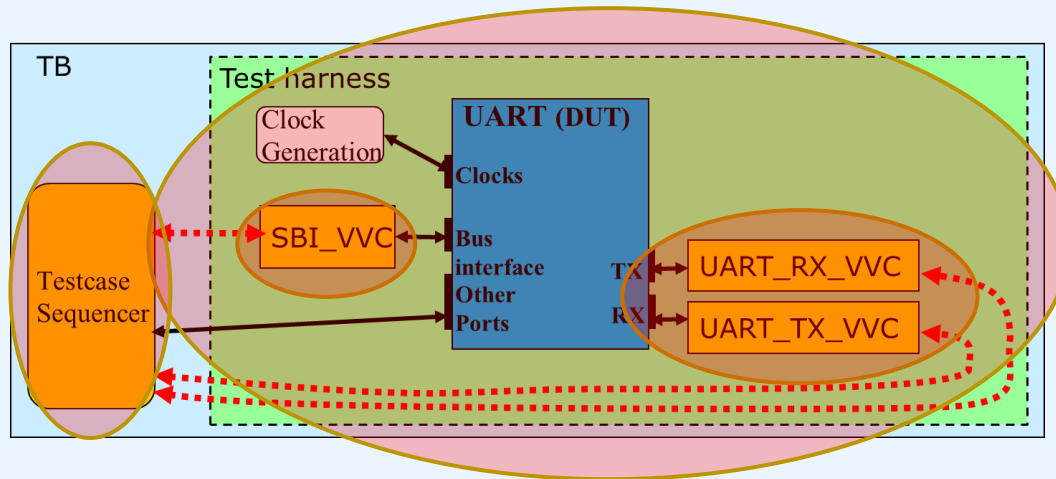 TB
Test harness
Clock
Generation
UART (DUT)
Clocks
SBI_VVC
Bus
interface
Other
Ports
TX
RX
UART_RX_VVC
UART_TX_VVC
Testcase
Sequencer